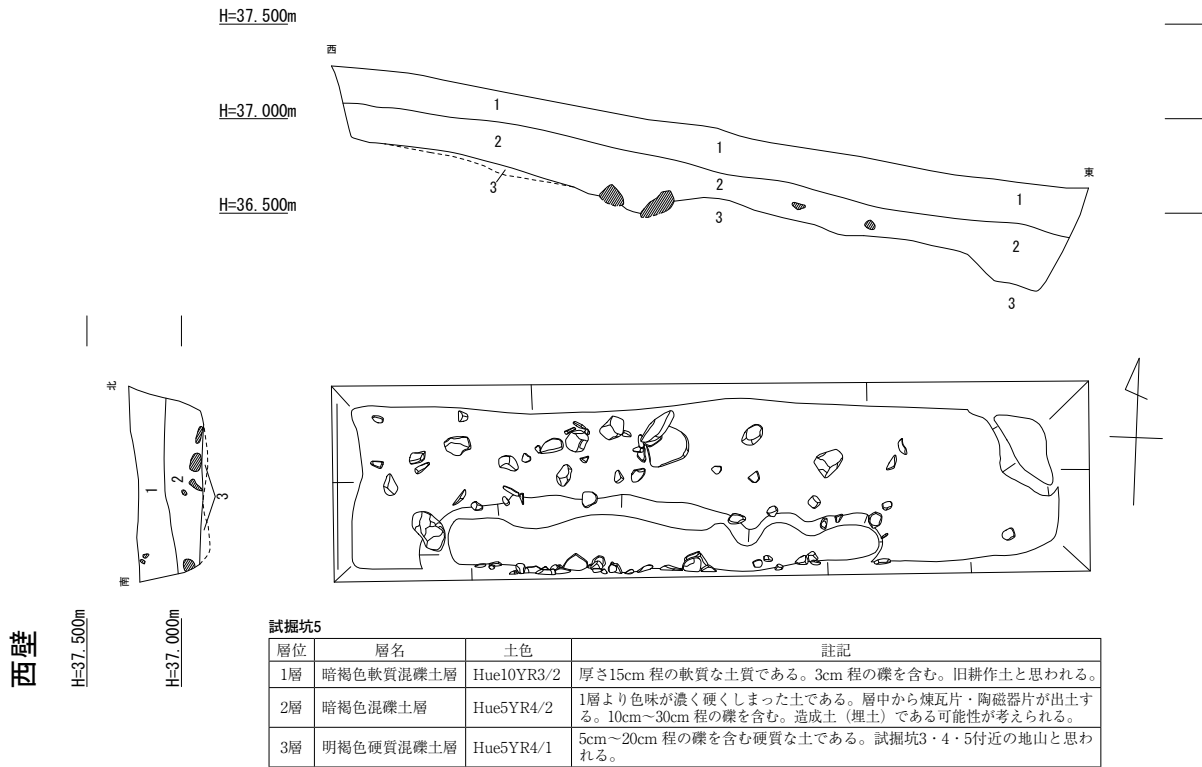 H=37.500m
西
H=37.000m
1
1
2
東
3
2
1
H=36.500m
3
2
3
北
1
2
3
南
西壁
H=37.500m
H=37.000m
試掘坑5
層位 層名 土色 註記
1層 暗褐色軟質混礫土層 Hue10YR3/2 厚さ15cm 程の軟質な土質である。3cm 程の礫を含む。旧耕作土と思われる。
2層 暗褐色混礫土層 Hue5YR4/2 1層より色味が濃く硬くしまった土である。層中から煉瓦片・陶磁器片が出土す
る。10cm〜30cm 程の礫を含む。造成土（埋土）である可能性が考えられる。
3層 明褐色硬質混礫土層 Hue5YR4/1 5cm〜20cm 程の礫を含む硬質な土である。試掘坑3・4・5付近の地山と思わ
れる。